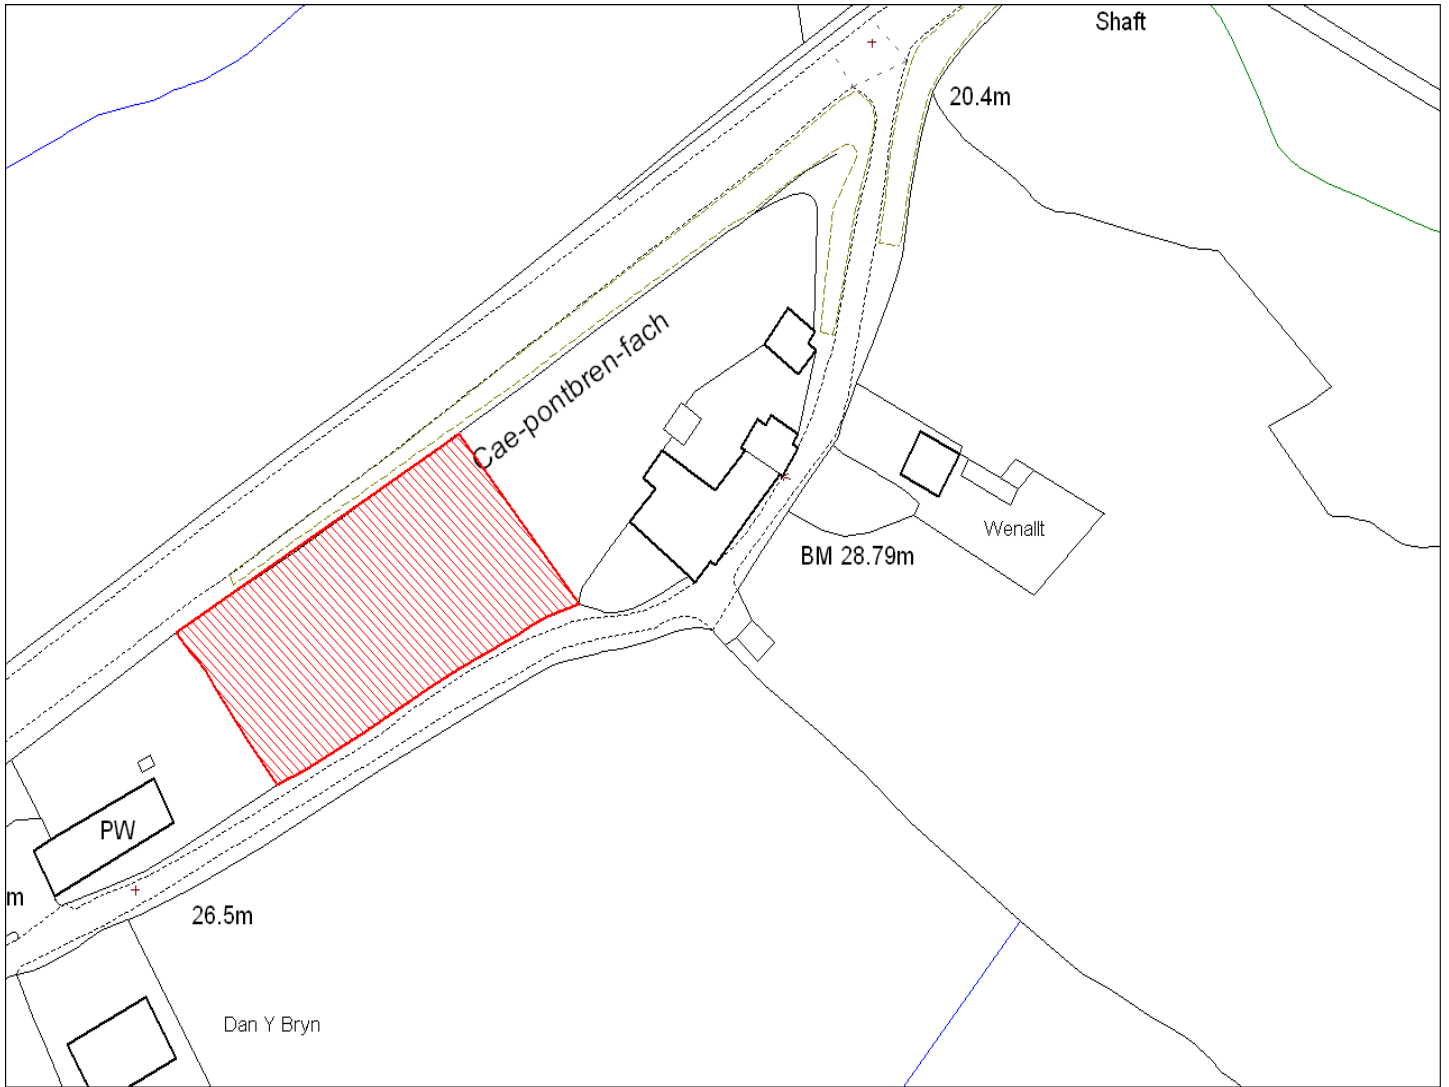 Shaft
20.4m
Cae-pontbren-fach
Wenallt
BM 28.79m
PW
m
26.5m
Dan Y Bryn